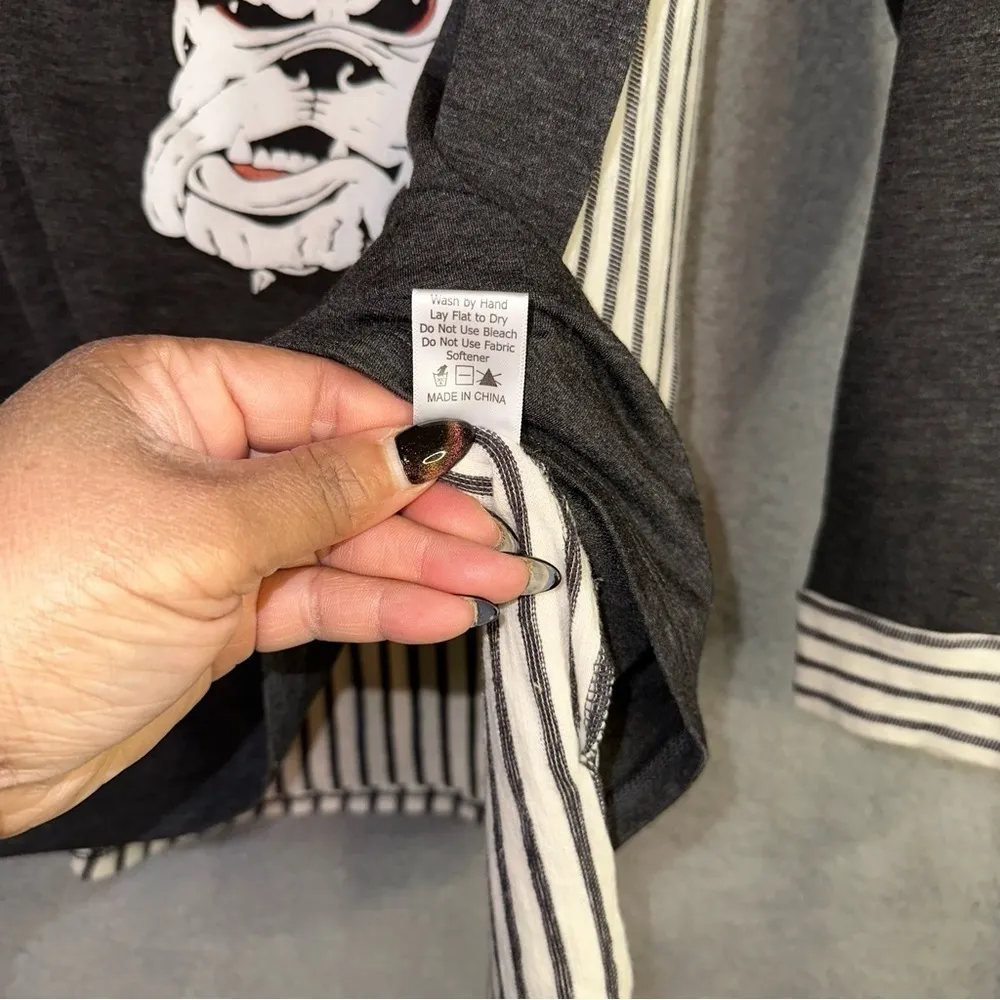 Wash by Hand
Lay Flat to Dry
Do Not Use Bleach
Do Not Use Fabric
Softener
MADE IN CHINA